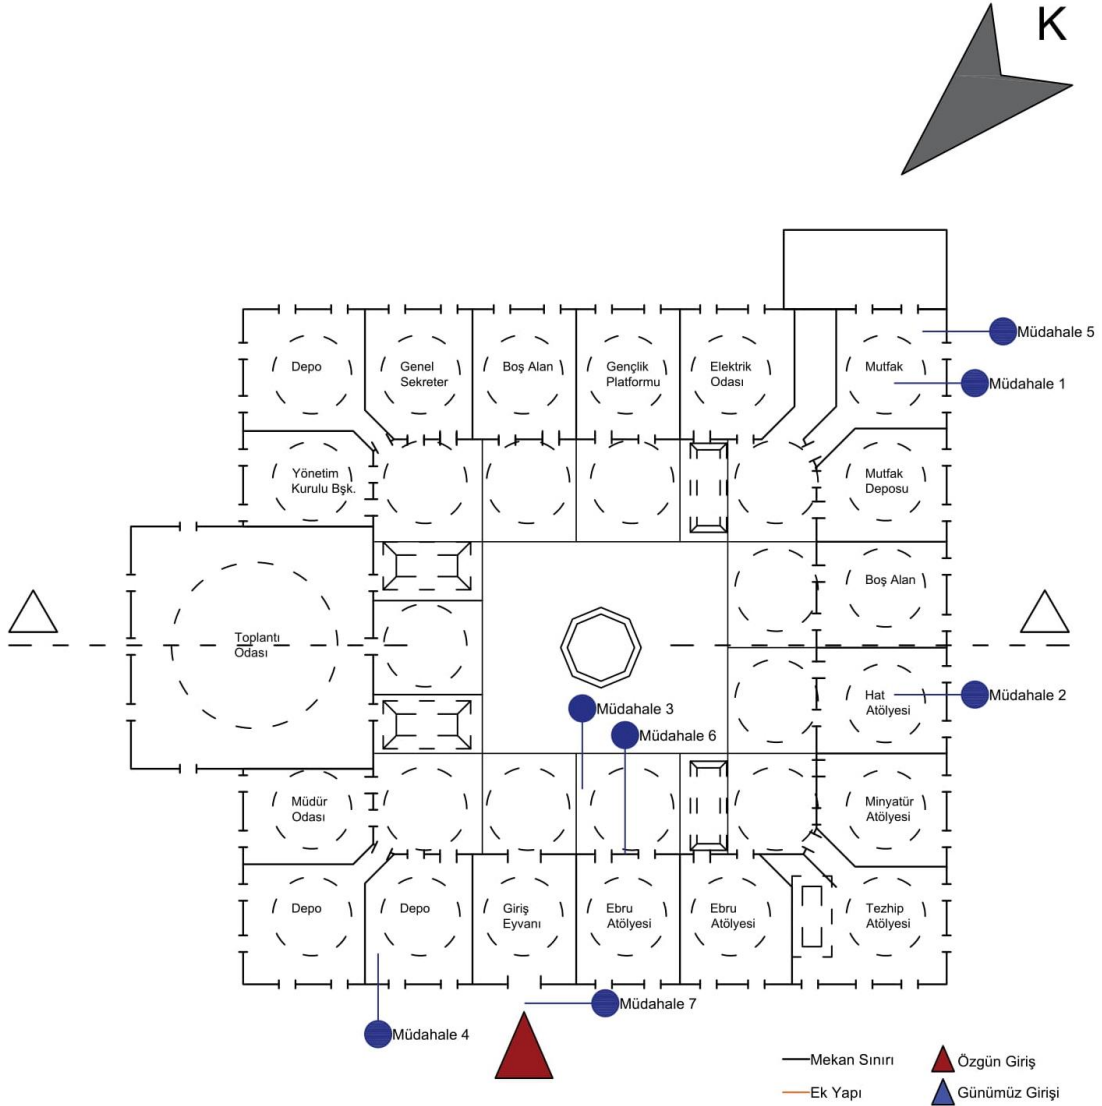 K
Müdahale 5
Depo
Genel
Sekreter
Boş Alan
Gençlik
Platformu
Elektrik
Odası
Mutfak
Müdahale 1
Yönetim
Kurulu Bşk.
Mutfak
Deposu
Boş Alan
Toplantı
Odası
Hat
Atölyesi
Müdahale 2
Müdahale 3
Müdahale 6
Müdür
Odası
Minyatür
Atölyesi
Depo
Depo
Giriş
Eyvanı
Ebru
Atölyesi
Ebru
Atölyesi
Tezhip
Atölyesi
Müdahale 7
Müdahale 4
Mekan Sınırı
Özgün Giriş
Ek Yapı
Günümüz Girişi